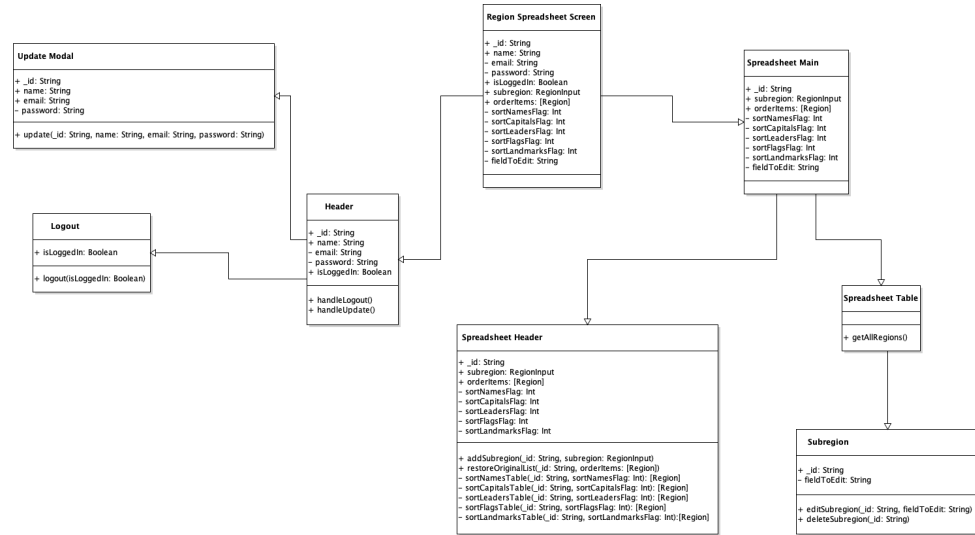 Update Modal
+ _id: String
+ name: String
+ email: String
- password: String
+ update(_id: String, name: String, email: String, password: String)
Logout
+ isLoggedIn: Boolean
+ logout(isLoggedIn: Boolean)
Header
+ _id: String
+ name: String
- email: String
- password: String
+ isLoggedIn: Boolean
+ handleLogout()
+ handleUpdate()
Region Spreadsheet Screen
+ _id: String
+ name: String
- email: String
- password: String
+ isLoggedIn: Boolean
+ subregion: RegionInput
+ orderItems: [Region]
- sortNamesFlag: Int
- sortCapitalsFlag: Int
- sortLeadersFlag: Int
- sortFlagsFlag: Int
- sortLandmarksFlag: Int
- fieldToEdit: String
Spreadsheet Main
+ _id: String
+ subregion: RegionInput
+ orderItems: [Region]
- sortNamesFlag: Int
- sortCapitalsFlag: Int
- sortLeadersFlag: Int
- sortFlagsFlag: Int
- sortLandmarksFlag: Int
- fieldToEdit: String
Spreadsheet Header
+ _id: String
+ subregion: RegionInput
+ orderItems: [Region]
- sortNamesFlag: Int
- sortCapitalsFlag: Int
- sortLeadersFlag: Int
- sortFlagsFlag: Int
- sortLandmarksFlag: Int
+ addSubregion(_id: String, subregion: RegionInput)
+ restoreOriginalList(_id: String, orderItems: [Region])
- sortNamesTable(_id: String, sortNamesFlag: Int): [Region]
- sortCapitalsTable(_id: String, sortCapitalsFlag: Int): [Region]
- sortLeadersTable(_id: String, sortLeadersFlag: Int): [Region]
- sortFlagsTable(_id: String, sortFlagsFlag: Int): [Region]
- sortLandmarksTable(_id: String, sortLandmarksFlag: Int):[Region]
Spreadsheet Table
+ getAllRegions()
Subregion
+ _id: String
- fieldToEdit: String
+ editSubregion(_id: String, fieldToEdit: String)
+ deleteSubregion(_id: String)